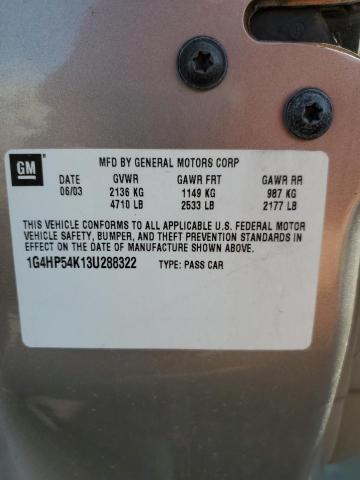 GM
MFD BY GENERAL MOTORS CORP
DATE GVWR GAWR FRT GAWR RR
06/03 2136 KG 1149 KG 987 KG
4710 LB 2533 LB 2177 LB
THIS VEHICLE CONFORMS TO ALL APPLICABLE U.S. FEDERAL MOTOR
VEHICLE SAFETY, BUMPER, AND THEFT PREVENTION STANDARDS IN
EFFECT ON THE DATE OF MANUFACTURE SHOWN ABOVE.
1G4HP54K13U288322 TYPE: PASS CAR